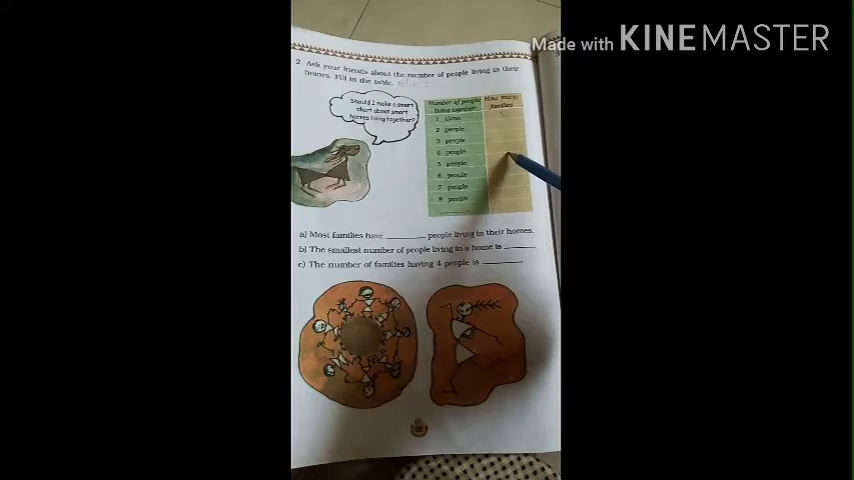 Made with KINEMASTER
2. Ask your friends about the number of people living in their
homes. Fill in the table.
Should I make a smart
chart about smart
horses living together?
Number of people How many
living together families
1 alone
2 people
3 people
4 people
5 people
6 people
7 people
8 people
a) Most families have ________ people living in their homes.
b) The smallest number of people living in a home is ________
c) The number of families having 4 people is ________